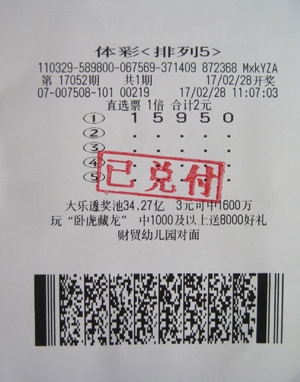 体彩<排列5>
110329-589800-067569-371409 872368 MxkYZA
第 17052期 共1期 17/02/28开奖
07-007508-101 00219 17/02/28 11:07:03
直选票 1倍 合计2元
① 1 5 9 5 0
② . . . . .
③ . . . . .
④ . . . . .
⑤ . . . . .
已兑付
大乐透奖池34.27亿 3元可中1600万
玩“卧虎藏龙” 中1000及以上送8000好礼
财贸幼儿园对面